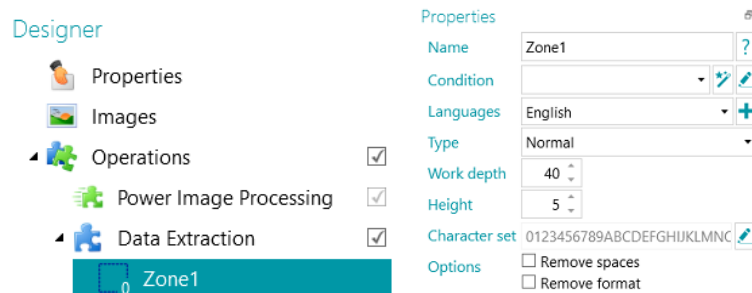 Designer
Properties
Images
Operations
Power Image Processing
Data Extraction
0 Zone1
Properties
Name Zone1 ?
Condition
Languages English
Type Normal
Work depth 40
Height 5
Character set 0123456789ABCDEFGHIJKLMNC
Options Remove spaces
Remove format